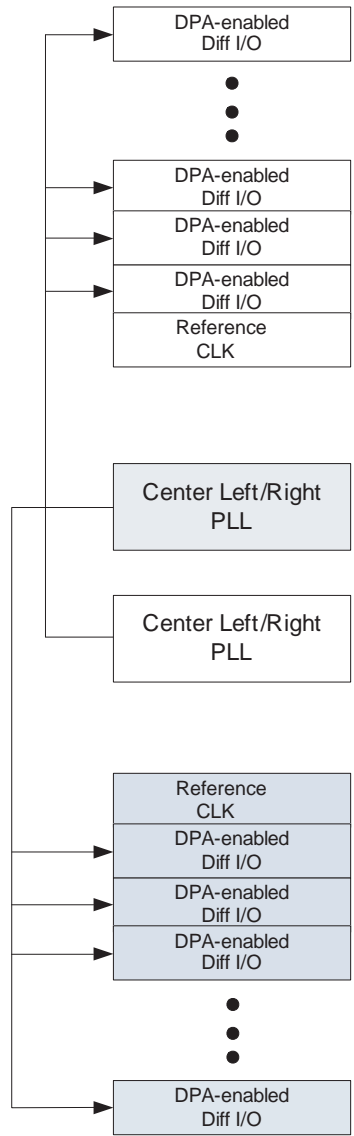 DPA-enabled
Diff I/O
DPA-enabled
Diff I/O
DPA-enabled
Diff I/O
DPA-enabled
Diff I/O
Reference
CLK
Center Left/Right
PLL
Center Left/Right
PLL
Reference
CLK
DPA-enabled
Diff I/O
DPA-enabled
Diff I/O
DPA-enabled
Diff I/O
DPA-enabled
Diff I/O